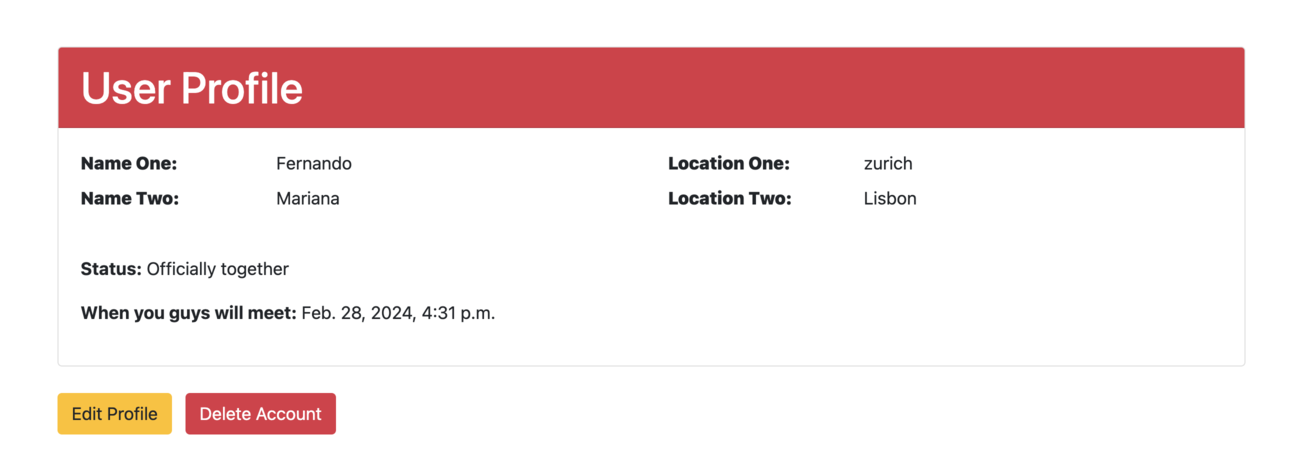 User Profile
Name One: Fernando Location One: zurich
Name Two: Mariana Location Two: Lisbon
Status: Officially together
When you guys will meet: Feb. 28, 2024, 4:31 p.m.
Edit Profile Delete Account